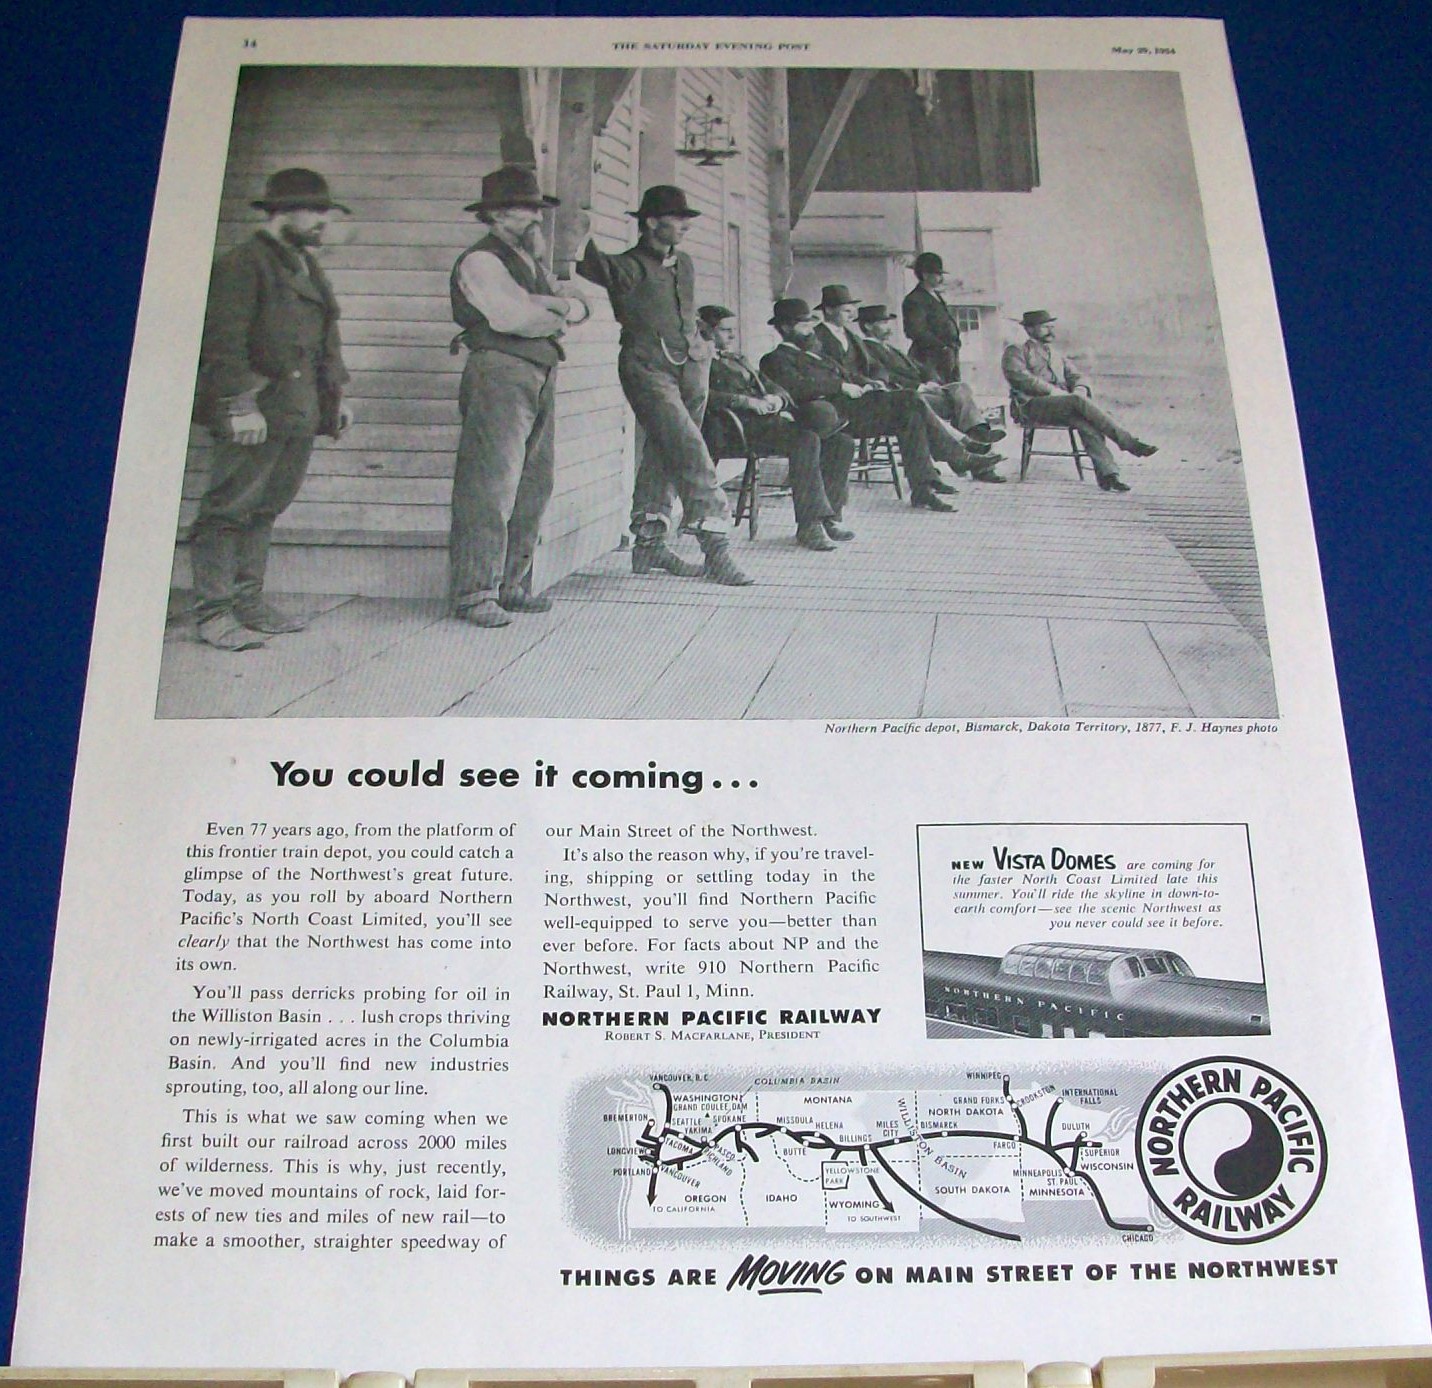 14
THE SATURDAY EVENING POST
May 29, 1954
Northern Pacific depot, Bismarck, Dakota Territory, 1877, F. J. Haynes photo
You could see it coming...
Even 77 years ago, from the platform of
this frontier train depot, you could catch a
glimpse of the Northwest's great future.
Today, as you roll by aboard Northern
Pacific's North Coast Limited, you'll see
clearly that the Northwest has come into
its own.
You'll pass derricks probing for oil in
the Williston Basin . . . lush crops thriving
on newly-irrigated acres in the Columbia
Basin. And you'll find new industries
sprouting, too, all along our line.
This is what we saw coming when we
first built our railroad across 2000 miles
of wilderness. This is why, just recently,
we've moved mountains of rock, laid for-
ests of new ties and miles of new rail—to
make a smoother, straighter speedway of
our Main Street of the Northwest.
It's also the reason why, if you're travel-
ing, shipping or settling today in the
Northwest, you'll find Northern Pacific
well-equipped to serve you—better than
ever before. For facts about NP and the
Northwest, write 910 Northern Pacific
Railway, St. Paul 1, Minn.
NORTHERN PACIFIC RAILWAY
ROBERT S. MACFARLANE, PRESIDENT
NEW VISTA DOMES are coming for
the faster North Coast Limited late this
summer. You'll ride the skyline in down-to-
earth comfort—see the scenic Northwest as
you never could see it before.
NORTHERN PACIFIC
VANCOUVER, B.C.
COLUMBIA BASIN
WINNIPEG
WASHINGTON
GRAND COULEE DAM
MONTANA
GRAND FORKS
CROOKSTON
INTERNATIONAL
FALLS
NORTH DAKOTA
BREMERTON
SEATTLE
SPOKANE
YAKIMA
MISSOULA
HELENA
MILES
CITY
WILLISTON BASIN
BISMARCK
DULUTH
TACOMA
PASCO
RICHLAND
BUTTE
BILLINGS
FARGO
SUPERIOR
LONGVIEW
PORTLAND
VANCOUVER
YELLOWSTONE
PARK
MINNEAPOLIS
WISCONSIN
ST. PAUL
OREGON
IDAHO
WYOMING
SOUTH DAKOTA
MINNESOTA
TO CALIFORNIA
TO SOUTHWEST
CHICAGO
NORTHERN PACIFIC
RAILWAY
THINGS ARE MOVING ON MAIN STREET OF THE NORTHWEST